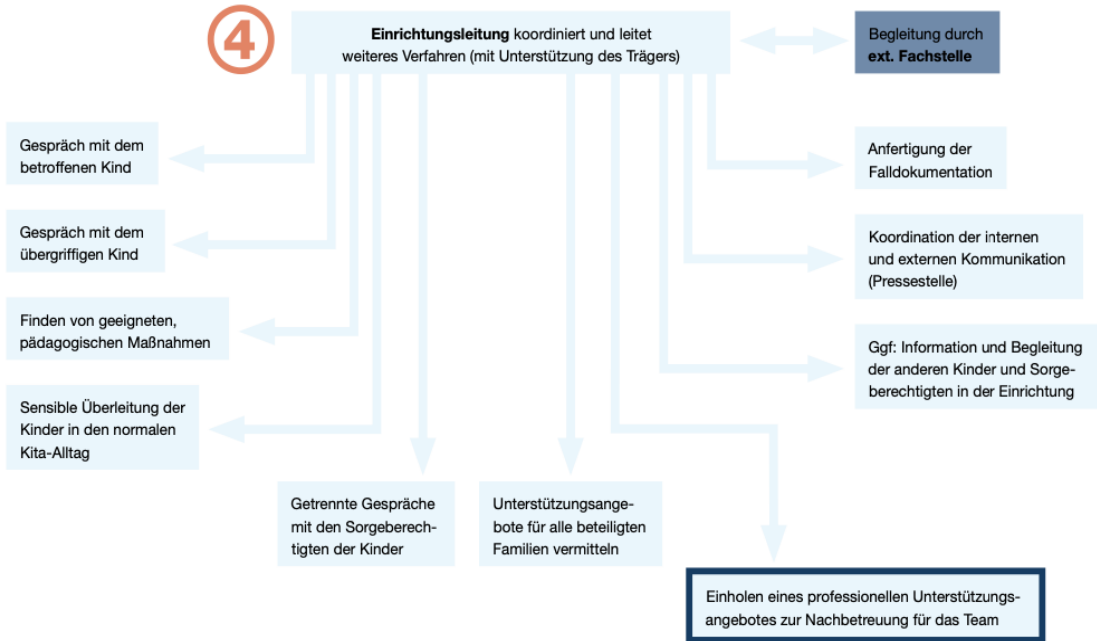 4
Einrichtungsleitung koordiniert und leitet
weiteres Verfahren (mit Unterstützung des Trägers)
Begleitung durch
ext. Fachstelle
Gespräch mit dem
betroffenen Kind
Gespräch mit dem
übergriffigen Kind
Finden von geeigneten,
pädagogischen Maßnahmen
Sensible Überleitung der
Kinder in den normalen
Kita-Alltag
Getrennte Gespräche
mit den Sorgeberech-
tigten der Kinder
Unterstützungsange-
bote für alle beteiligten
Familien vermitteln
Anfertigung der
Falldokumentation
Koordination der internen
und externen Kommunikation
(Pressestelle)
Ggf: Information und Begleitung
der anderen Kinder und Sorge-
berechtigten in der Einrichtung
Einholen eines professionellen Unterstützungs-
angebotes zur Nachbetreuung für das Team